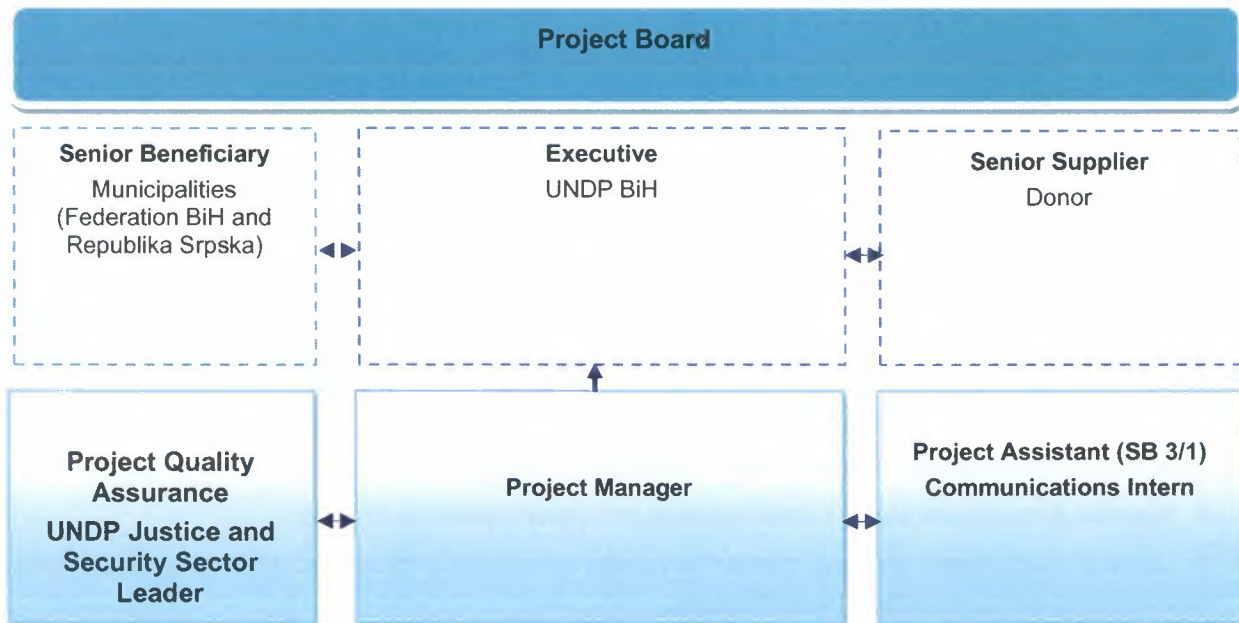 Project Board
Senior Beneficiary
Municipalities
(Federation BiH and
Republika Srpska)
Executive
UNDP BiH
Senior Supplier
Donor
Project Quality
Assurance
UNDP Justice and
Security Sector
Leader
Project Manager
Project Assistant (SB 3/1)
Communications Intern